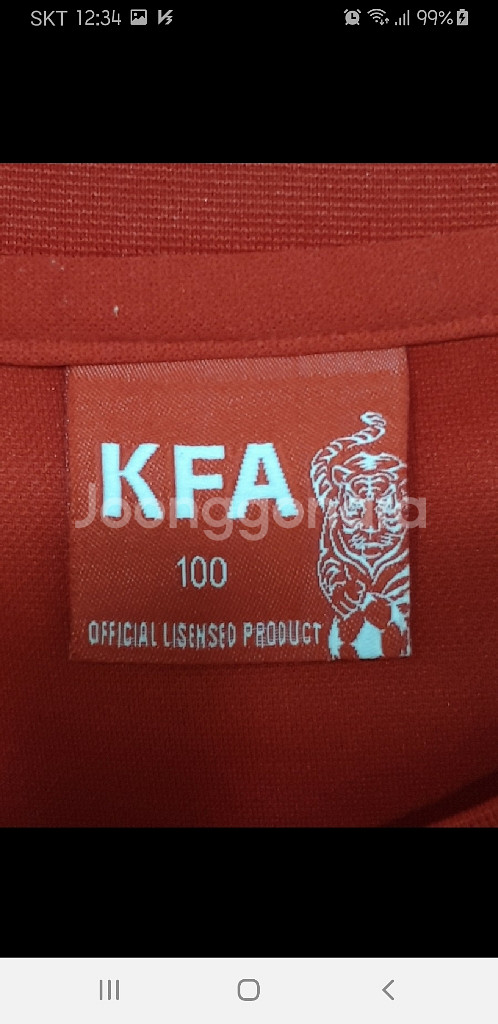 SKT 12:34
99%
KFA
Joonggonara
100
OFFICIAL LISENSED PRODUCT